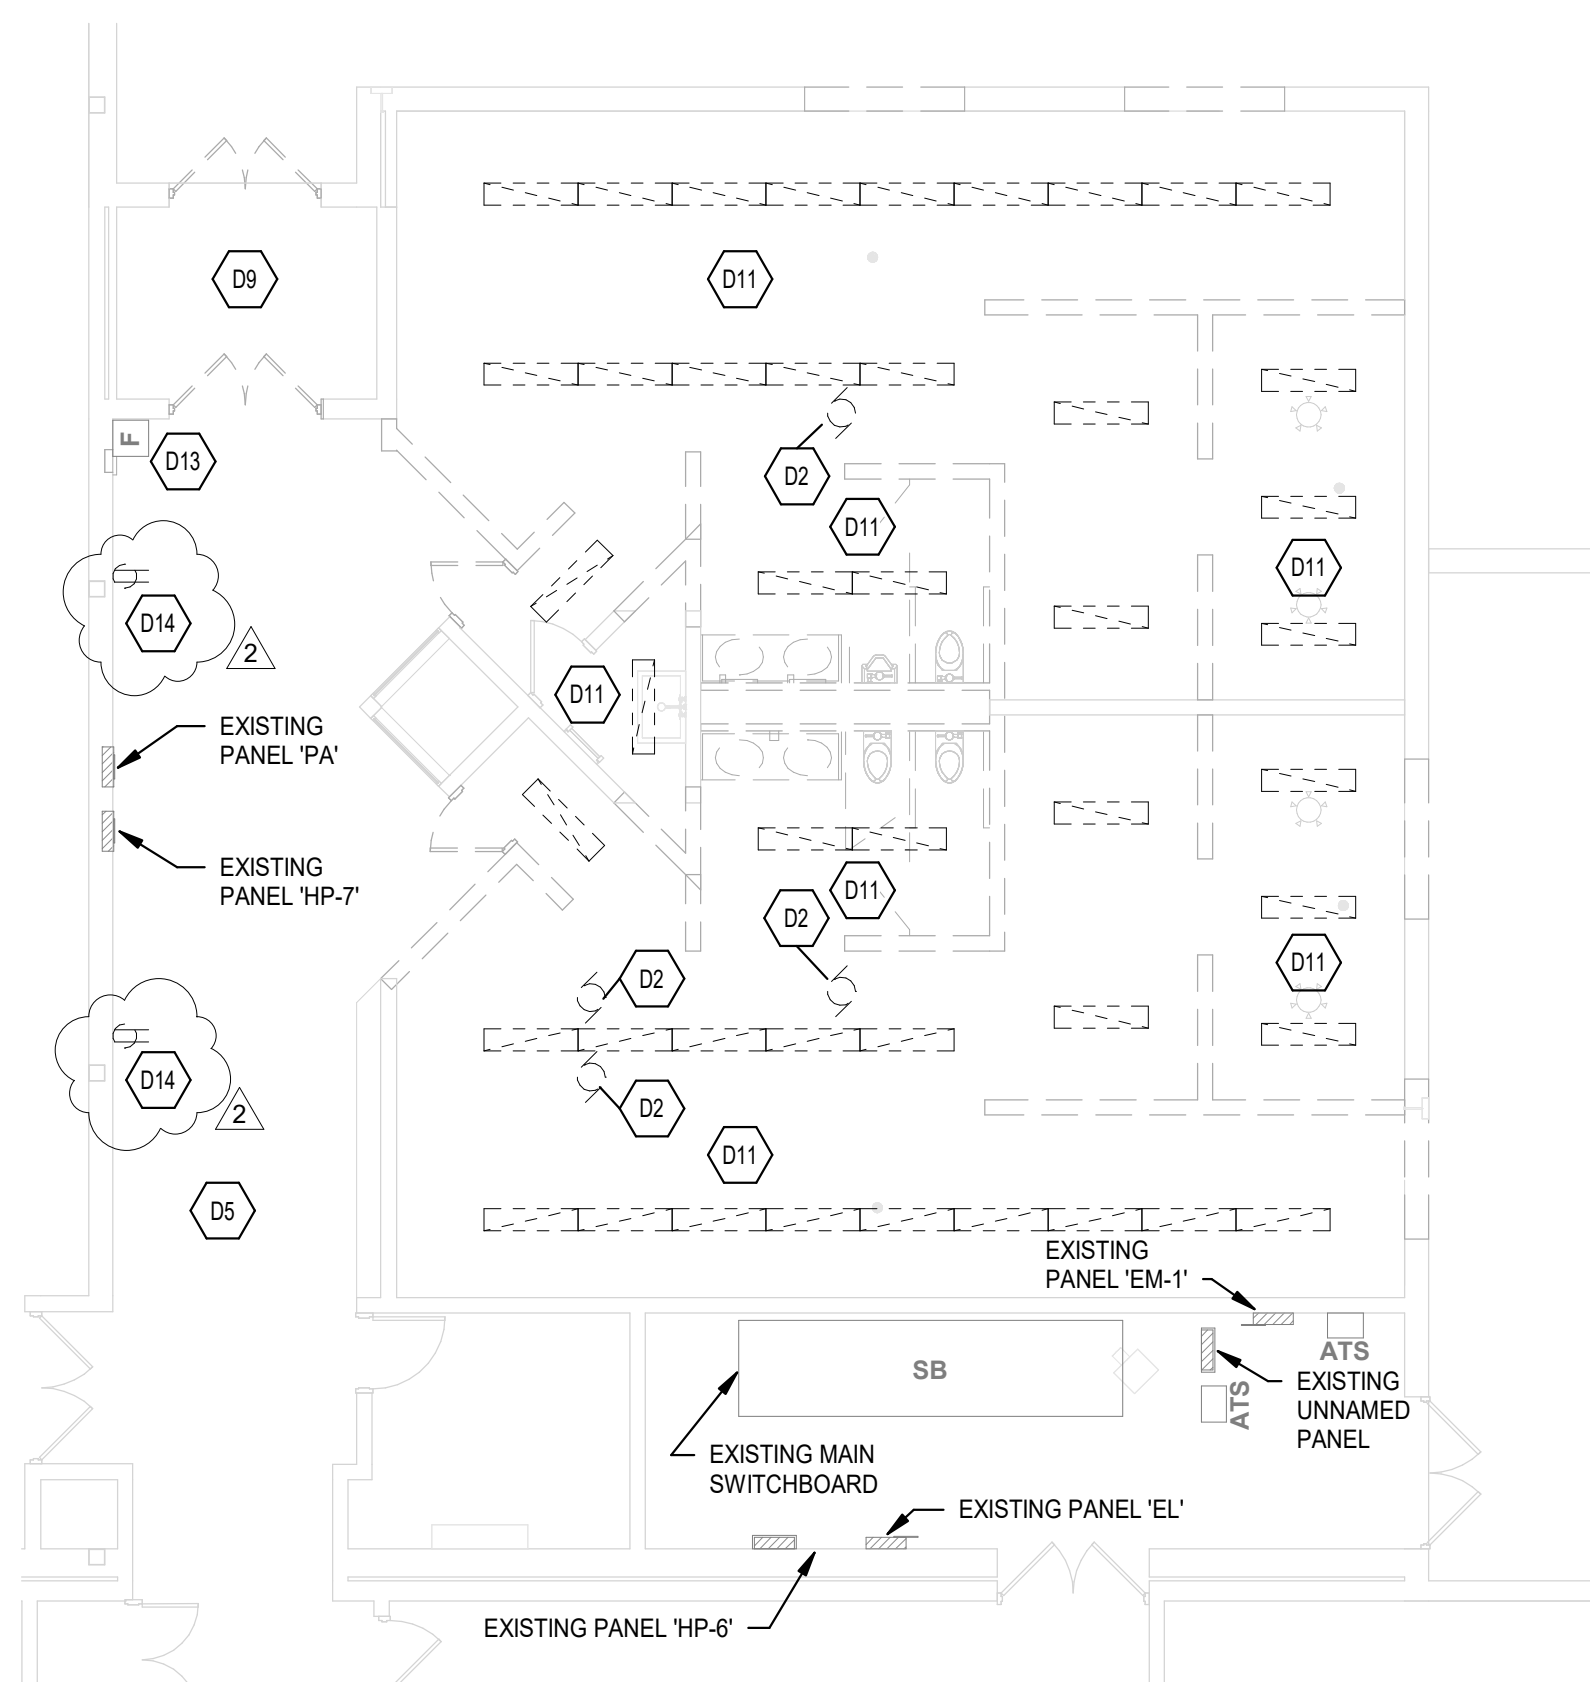 D9
D11
F
D13
D2
D11
D11
D14
2
D11
EXISTING
PANEL 'PA'
EXISTING
PANEL 'HP-7'
D11
D2
D2
D11
D14
2
D2
D11
D5
EXISTING
PANEL 'EM-1'
SB
ATS
ATS
EXISTING
UNNAMED
PANEL
EXISTING MAIN
SWITCHBOARD
EXISTING PANEL 'EL'
EXISTING PANEL 'HP-6'